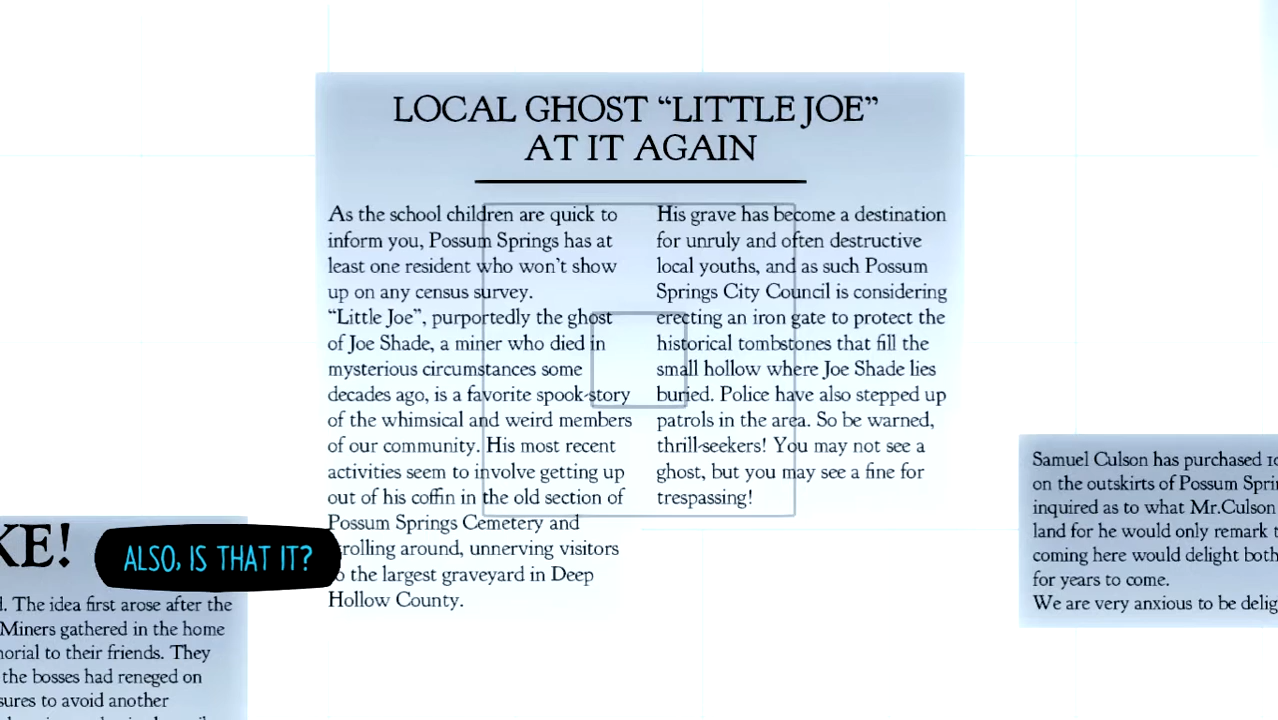 LOCAL GHOST “LITTLE JOE”
AT IT AGAIN
As the school children are quick to
inform you, Possum Springs has at
least one resident who won’t show
up on any census survey.
“Little Joe”, purportedly the ghost
of Joe Shade, a miner who died in
mysterious circumstances some
decades ago, is a favorite spook-story
of the whimsical and weird members
of our community. His most recent
activities seem to involve getting up
out of his coffin in the old section of
Possum Springs Cemetery and
trolling around, unnerving visitors
to the largest graveyard in Deep
Hollow County.
His grave has become a destination
for unruly and often destructive
local youths, and as such Possum
Springs City Council is considering
erecting an iron gate to protect the
historical tombstones that fill the
small hollow where Joe Shade lies
buried. Police have also stepped up
patrols in the area. So be warned,
thrill-seekers! You may not see a
ghost, but you may see a fine for
trespassing!
KE!
ALSO, IS THAT IT?
d. The idea first arose after the
Miners gathered in the home
morial to their friends. They
the bosses had reneged on
sures to avoid another
Samuel Culson has purchased
on the outskirts of Possum
inquired as to what Mr.Culson
land for he would only remark
coming here would delight both
for years to come.
We are very anxious to be